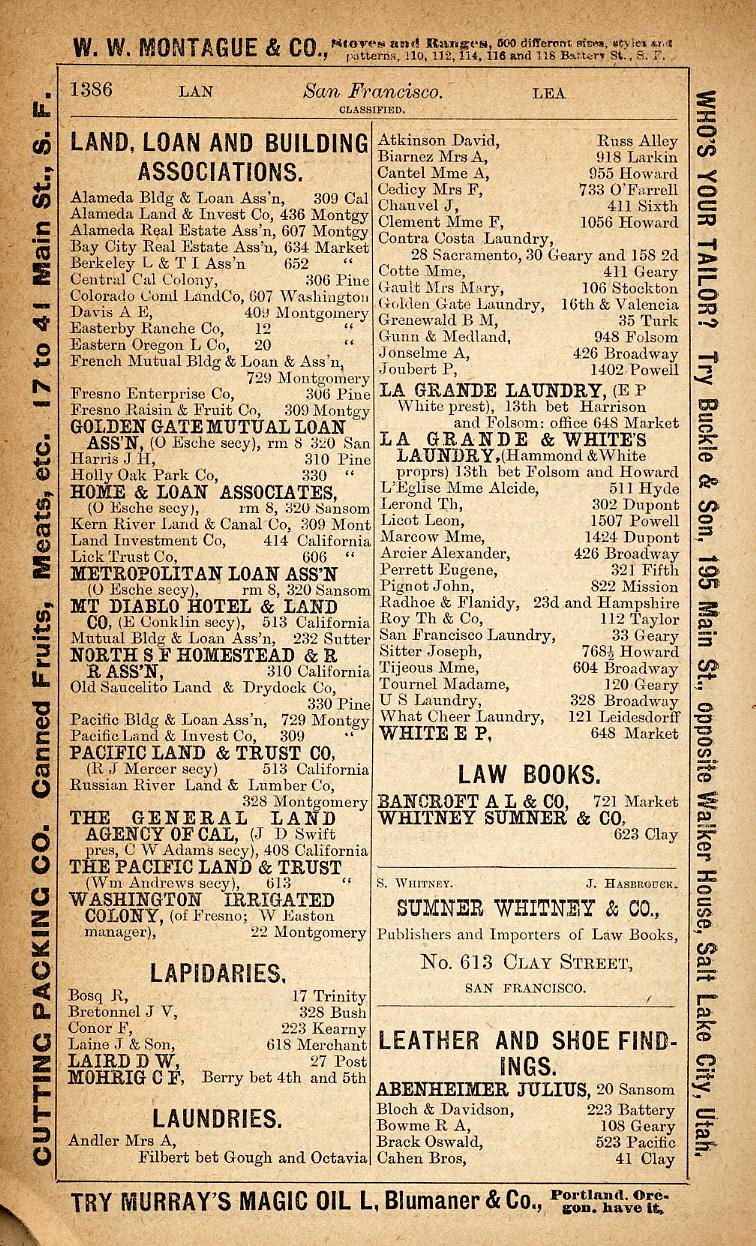 W. W. MONTAGUE & CO., Stoves and Ranges, 500 different sizes, styles and
patterns, 110, 112, 114, 116 and 118 Battery St., S. F.
CUTTING PACKING CO. Canned Fruits, Meats, etc. 17 to 41 Main St., S. F.
1386 LAN San Francisco. LEA
CLASSIFIED.
LAND, LOAN AND BUILDING
ASSOCIATIONS.
Alameda Bldg & Loan Ass'n, 309 Cal
Alameda Land & Invest Co, 436 Montgy
Alameda Real Estate Ass'n, 607 Montgy
Bay City Real Estate Ass'n, 634 Market
Berkeley L & T I Ass'n 652 "
Central Cal Colony, 306 Pine
Colorado Coml LandCo, 607 Washington
Davis A E, 409 Montgomery
Easterby Ranche Co, 12 "
Eastern Oregon L Co, 20 "
French Mutual Bldg & Loan & Ass'n,
729 Montgomery
Fresno Enterprise Co, 306 Pine
Fresno Raisin & Fruit Co, 309 Montgy
GOLDEN GATE MUTUAL LOAN
ASS'N, (O Esche secy), rm 8 320 San
Harris J H, 310 Pine
Holly Oak Park Co, 330 "
HOME & LOAN ASSOCIATES,
(O Esche secy), rm 8, 320 Sansom
Kern River Land & Canal Co, 309 Mont
Land Investment Co, 414 California
Lick Trust Co, 606 "
METROPOLITAN LOAN ASS'N
(O Esche secy), rm 8, 320 Sansom
MT DIABLO HOTEL & LAND
CO, (E Conklin secy), 513 California
Mutual Bldg & Loan Ass'n, 232 Sutter
NORTH S F HOMESTEAD & R
R ASS'N, 310 California
Old Saucelito Land & Drydock Co,
330 Pine
Pacific Bldg & Loan Ass'n, 729 Montgy
Pacific Land & Invest Co, 309 "
PACIFIC LAND & TRUST CO,
(R J Mercer secy) 513 California
Russian River Land & Lumber Co,
328 Montgomery
THE GENERAL LAND
AGENCY OF CAL, (J D Swift
pres, C W Adams secy), 408 California
THE PACIFIC LAND & TRUST
(Wm Andrews secy), 613 "
WASHINGTON IRRIGATED
COLONY, (of Fresno; W Easton
manager), 22 Montgomery
LAPIDARIES.
Bosq R, 17 Trinity
Bretonnel J V, 328 Bush
Conor F, 223 Kearny
Laine J & Son, 618 Merchant
LAIRD D W, 27 Post
MOHRIG C F, Berry bet 4th and 5th
LAUNDRIES.
Andler Mrs A,
Filbert bet Gough and Octavia
Atkinson David, Russ Alley
Biarnez Mrs A, 918 Larkin
Cantel Mme A, 955 Howard
Cedicy Mrs F, 733 O'Farrell
Chauvel J, 411 Sixth
Clement Mme F, 1056 Howard
Contra Costa Laundry,
28 Sacramento, 30 Geary and 158 2d
Cotte Mme, 411 Geary
Gault Mrs Mary, 106 Stockton
Golden Gate Laundry, 16th & Valencia
Grenewald B M, 35 Turk
Gunn & Medland, 948 Folsom
Jonselme A, 426 Broadway
Joubert P, 1402 Powell
LA GRANDE LAUNDRY, (E P
White prest), 13th bet Harrison
and Folsom: office 648 Market
LA GRANDE & WHITE'S
LAUNDRY, (Hammond & White
proprs) 13th bet Folsom and Howard
L'Eglise Mme Alcide, 511 Hyde
Lerond Th, 302 Dupont
Licot Leon, 1507 Powell
Marcow Mme, 1424 Dupont
Arcier Alexander, 426 Broadway
Perrett Eugene, 321 Fifth
Pignot John, 822 Mission
Radhoe & Flanidy, 23d and Hampshire
Roy Th & Co, 112 Taylor
San Francisco Laundry, 33 Geary
Sitter Joseph, 768½ Howard
Tijeous Mme, 604 Broadway
Tournel Madame, 120 Geary
U S Laundry, 328 Broadway
What Cheer Laundry, 121 Leidesdorff
WHITE E P, 648 Market
LAW BOOKS.
BANCROFT A L & CO, 721 Market
WHITNEY SUMNER & CO,
623 Clay
S. WHITNEY. J. HASBROUCK.
SUMNER WHITNEY & CO.,
Publishers and Importers of Law Books,
No. 613 CLAY STREET,
SAN FRANCISCO.
LEATHER AND SHOE FIND-
INGS.
ABENHEIMER JULIUS, 20 Sansom
Bloch & Davidson, 223 Battery
Bowme R A, 108 Geary
Brack Oswald, 523 Pacific
Cahen Bros, 41 Clay
WHO'S YOUR TAILOR? Try Buckle & Son, 195 Main St., opposite Walker House, Salt Lake City, Utah.
TRY MURRAY'S MAGIC OIL L, Blumaner & Co., Portland. Ore-
gon. have it.